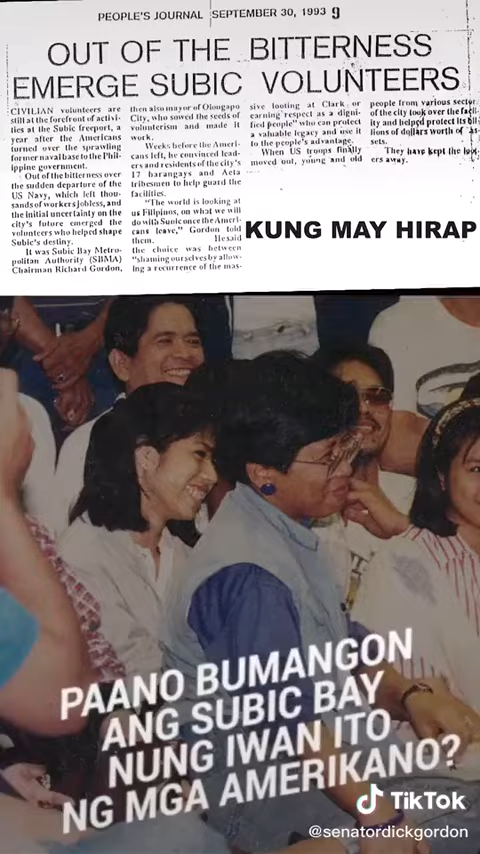 PEOPLE'S JOURNAL SEPTEMBER 30, 1993 9
OUT OF THE BITTERNESS
EMERGE SUBIC VOLUNTEERS
CIVILIAN volunteers are
still at the forefront of activi-
ties at the Subic freeport, a
year after the Americans
turned over the sprawling
former naval base to the Phil-
ippine government.
Out of the bitterness over
the sudden departure of the
US Navy, which left thou-
sands of workers jobless, and
the initial uncertainty on the
city's future emerged the
volunteers who helped shape
Subic's destiny.
It was Subic Bay Metro-
politan Authority (SBMA)
Chairman Richard Gordon,
then also mayor of Olongapo
City, who sowed the seeds of
volunterism and made it
work.
Weeks before the Ameri-
cans left, he convinced lead-
ers and residents of the city's
17 barangays and Aeta
tribesmen to help guard the
facilities.
"The world is looking at
us Filipinos, on what we will
do with Subic once the Ameri-
cans leave," Gordon told
them. He said
the choice was between
"shaming ourselves by allow-
ing a recurrence of the mas-
sive looting at Clark or
earning respect as a digni-
fied people" who can protect
a valuable legacy and use it
to the people's advantage.
When US troops finally
moved out, young and old
people from various sector
of the city took over the facil-
ity and helped protect its bil-
lions of dollars worth of as-
sets.
They have kept the loot-
ers away.
KUNG MAY HIRAP
PAANO BUMANGON
ANG SUBIC BAY
NUNG IWAN ITO
NG MGA AMERIKANO?
TikTok
@senatordickgordon